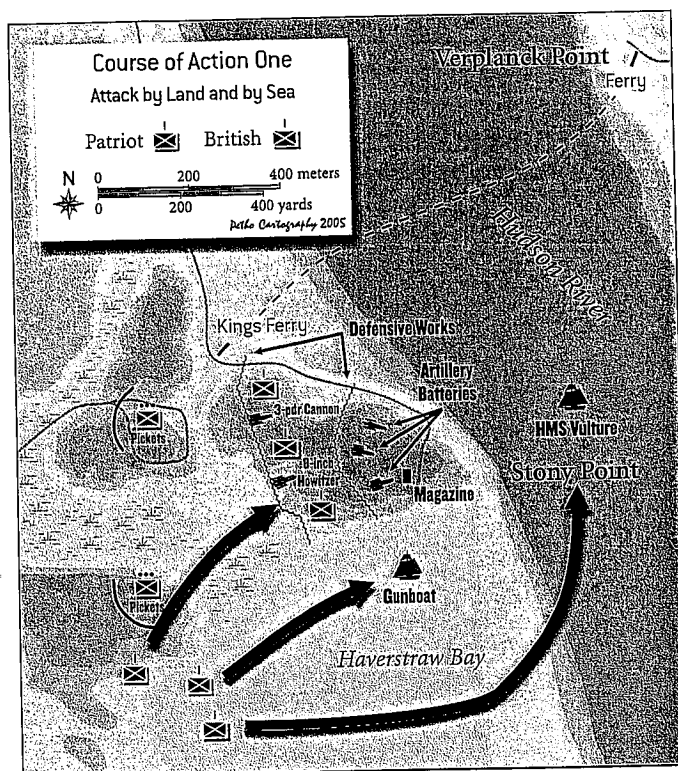 Course of Action One
Attack by Land and by Sea
Patriot British
N 0 200 400 meters
0 200 400 yards
Petho Cartography 2005
Verplanck Point
Ferry
Hudson River
Kings Ferry
Defensive Works
Artillery
Batteries
3-pdr Cannon
Pickets
HMS Vulture
8-inch
Howitzer
Stony Point
Magazine
Pickets
Gunboat
Haverstraw Bay